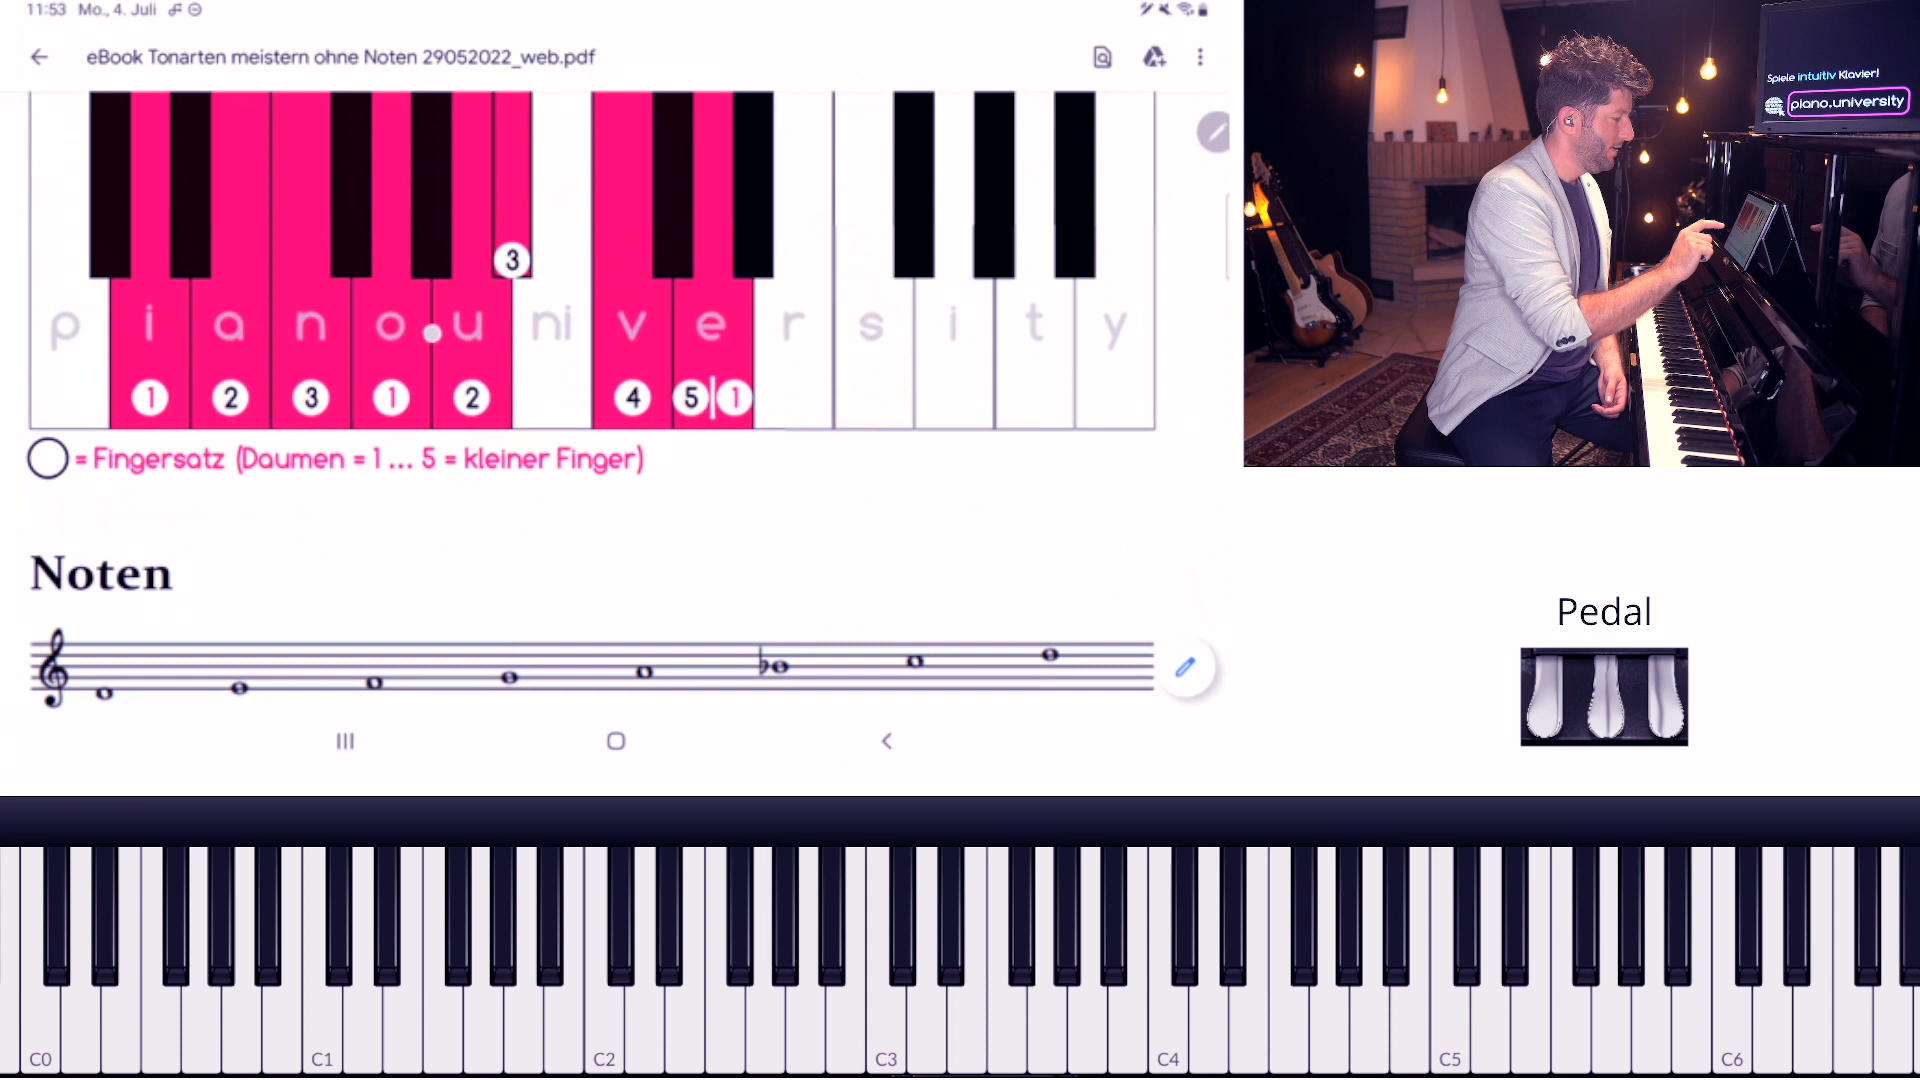 11:53 Mo., 4. Juli
eBook Tonarten meistern ohne Noten 29052022_web.pdf
3
p i a n o u ni v e r s i t y
1 2 3 1 2 4 5|1
= Fingersatz (Daumen = 1 ... 5 = kleiner Finger)
Noten
Spiele intuitiv Klavier!
piano.university
Pedal
C0 C1 C2 C3 C4 C5 C6